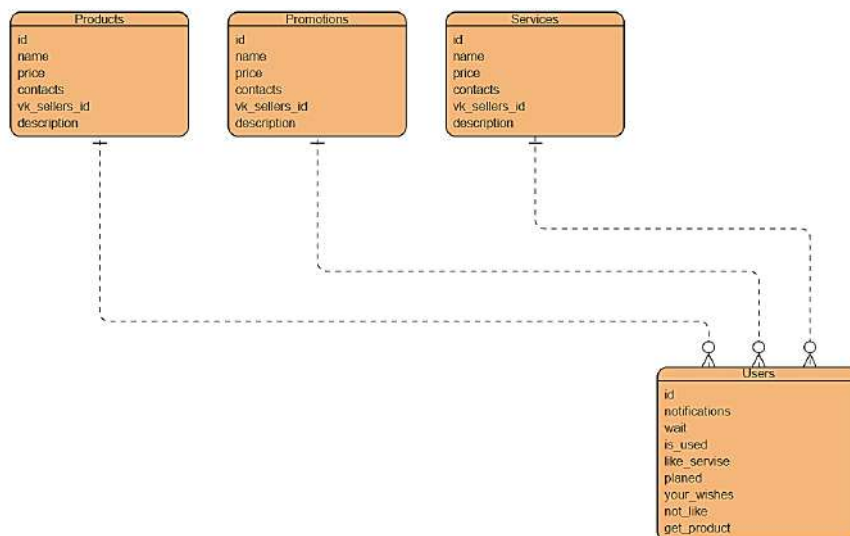 Products
id
name
price
contacts
vk_sellers_id
description
Promotions
id
name
price
contacts
vk_sellers_id
description
Services
id
name
price
contacts
vk_sellers_id
description
Users
id
notifications
wait
is_used
like_servise
planed
your_wishes
not_like
get_product